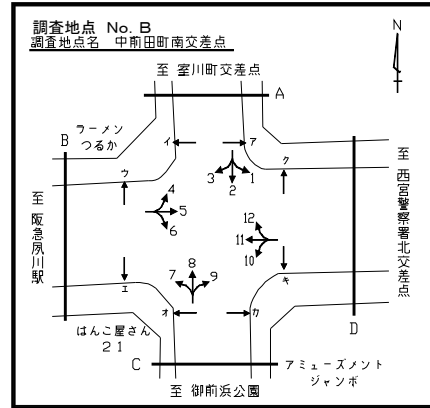 調査地点 No. B
調査地点名 中前田町南交差点
N
至 室川町交差点
A
B
ラーメン
つるか
イ
ア
ウ
ク
3
2
1
4
5
6
12
11
10
至 阪急夙川駅
至 西宮警察署北交差点
8
7
9
エ
キ
オ
カ
はんこ屋さん
21
C
D
アミューズメント
ジャンボ
至 御前浜公園